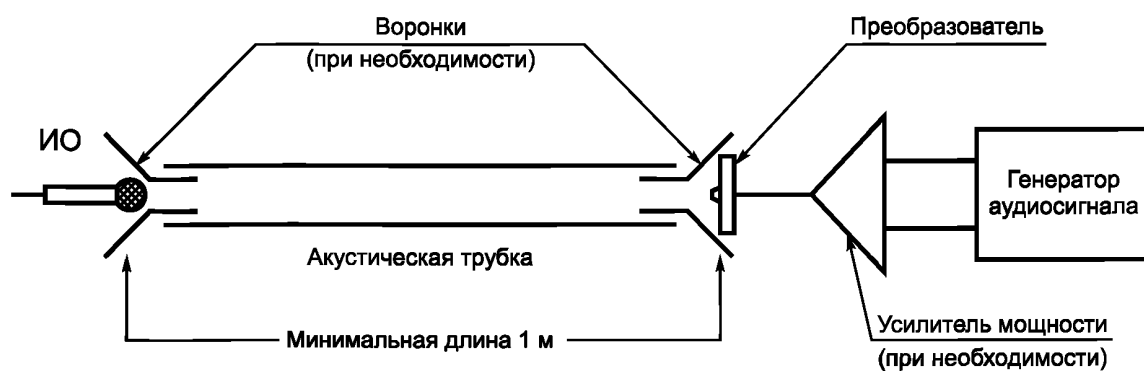 Воронки
(при необходимости)
Преобразователь
ИО
Генератор
аудиосигнала
Акустическая трубка
Минимальная длина 1 м
Усилитель мощности
(при необходимости)